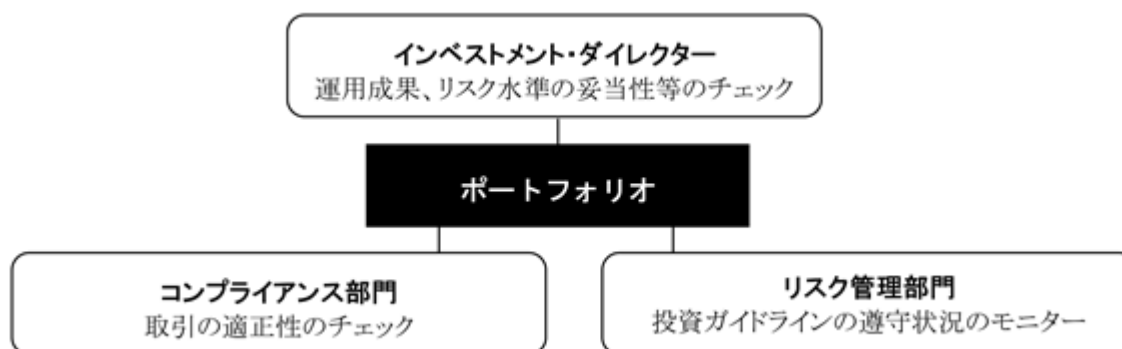 インベストメント・ダイレクター
運用成果、リスク水準の妥当性等のチェック
ポートフォリオ
コンプライアンス部門
取引の適正性のチェック
リスク管理部門
投資ガイドラインの遵守状況のモニター